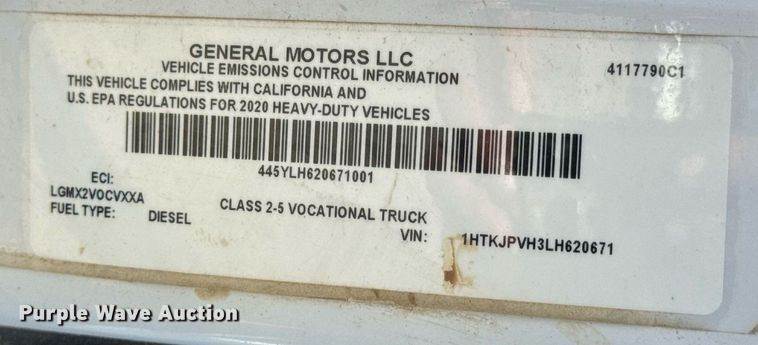 GENERAL MOTORS LLC
VEHICLE EMISSIONS CONTROL INFORMATION
4117790C1
THIS VEHICLE COMPLIES WITH CALIFORNIA AND
U.S. EPA REGULATIONS FOR 2020 HEAVY-DUTY VEHICLES
445YLH620671001
ECI:
LGMX2VOCVXXA
FUEL TYPE: DIESEL
CLASS 2-5 VOCATIONAL TRUCK
VIN: 1HTKJPVH3LH620671
Purple Wave Auction